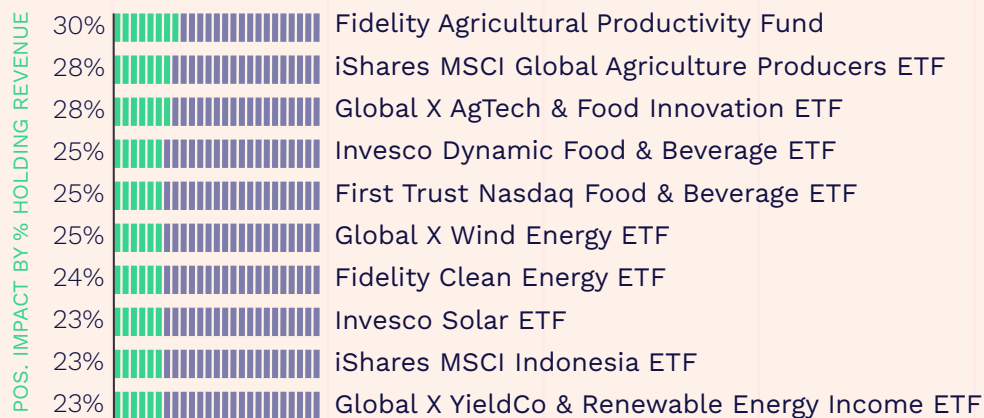 POS. IMPACT BY % HOLDING REVENUE
30% Fidelity Agricultural Productivity Fund
28% iShares MSCI Global Agriculture Producers ETF
28% Global X AgTech & Food Innovation ETF
25% Invesco Dynamic Food & Beverage ETF
25% First Trust Nasdaq Food & Beverage ETF
25% Global X Wind Energy ETF
24% Fidelity Clean Energy ETF
23% Invesco Solar ETF
23% iShares MSCI Indonesia ETF
23% Global X YieldCo & Renewable Energy Income ETF